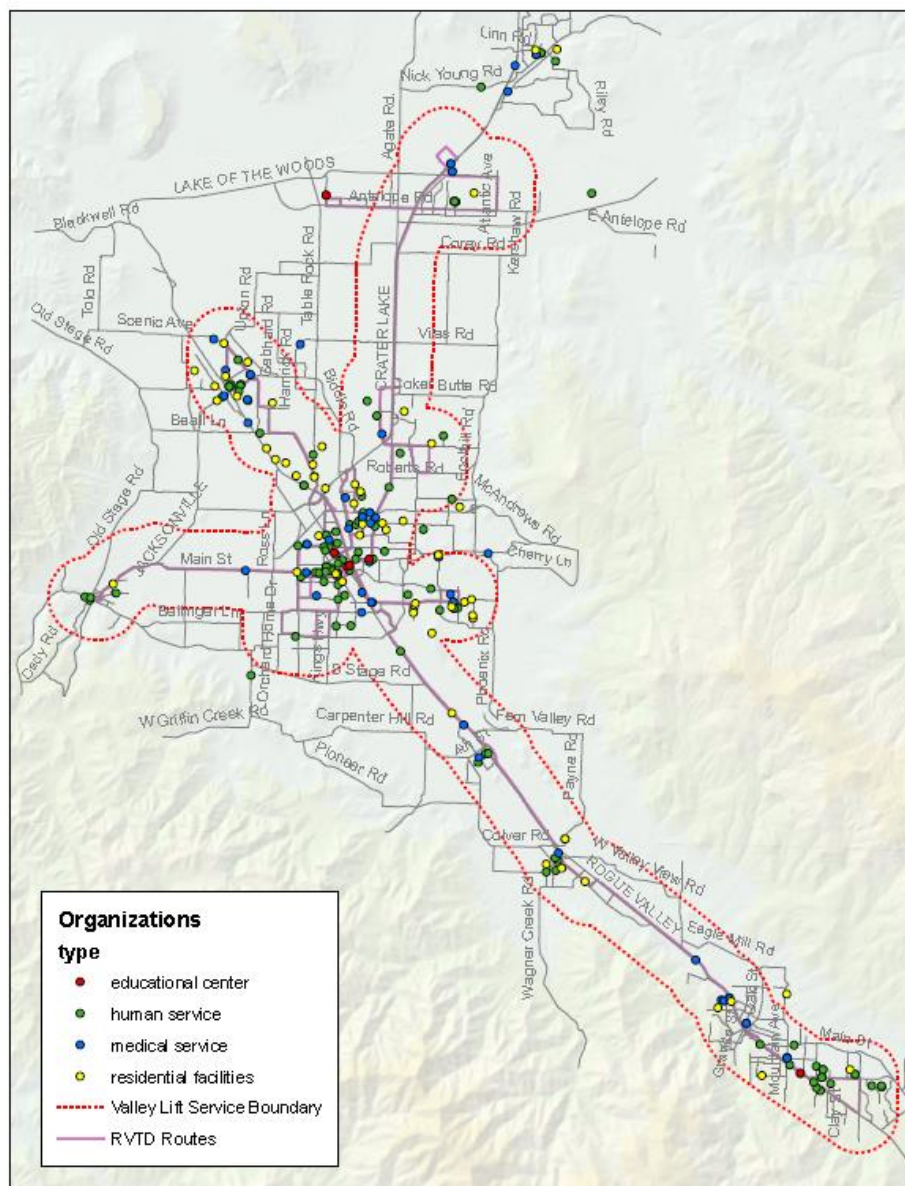 Linn Rd
Nick Young Rd
Riley Rd
Agate Rd.
LAKE OF THE WOODS
Antelope Rd
Atlantic Ave
Blackwell Rd
E Antelope Rd
Corey Rd
Kershaw Rd
Table Rock Rd
Tolo Rd
Upton Rd
Old Stage Rd
Scenic Ave
Gebhard Rd
Hamrick Rd
Vilas Rd
CRATER LAKE
Biddle Rd
Coker Butte Rd
Beall Ln
Foothill Rd
Roberts Rd
McAndrews Rd
Old Stage Rd
JACKSONVILLE
Ross Ln
Cherry Ln
Main St
Bellinger Ln
Orchard Home Dr
Kings
Cady Rd
S Stage Rd
Phoenix Rd
W Griffin Creek Rd
Carpenter Hill Rd
Fern Valley Rd
4th St
Pioneer Rd
Payne Rd
Colver Rd
W Valley View Rd
ROGUE VALLEY
Eagle Mill Rd
Wagner Creek Rd
Mountain Ave
Main St
Clay St
Organizations
type
educational center
human service
medical service
residential facilities
Valley Lift Service Boundary
RVTD Routes